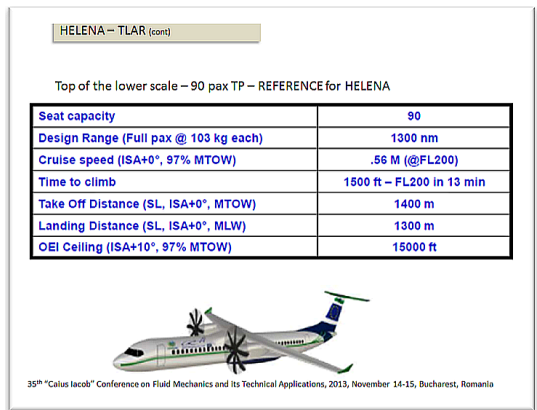 HELENA – TLAR (cont)
Top of the lower scale – 90 pax TP – REFERENCE for HELENA
Seat capacity 90
Design Range (Full pax @ 103 kg each) 1300 nm
Cruise speed (ISA+0°, 97% MTOW) .56 M (@FL200)
Time to climb 1500 ft – FL200 in 13 min
Take Off Distance (SL, ISA+0°, MTOW) 1400 m
Landing Distance (SL, ISA+0°, MLW) 1300 m
OEI Ceiling (ISA+10°, 97% MTOW) 15000 ft
35th "Caius Iacob" Conference on Fluid Mechanics and its Technical Applications, 2013, November 14-15, Bucharest, Romania